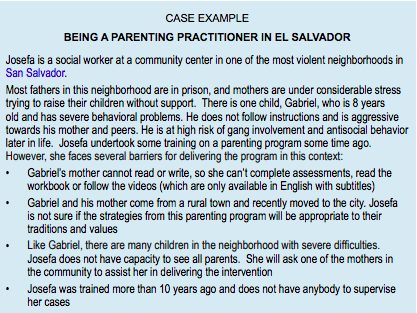 CASE EXAMPLE
BEING A PARENTING PRACTITIONER IN EL SALVADOR
Josefa is a social worker at a community center in one of the most violent neighborhoods in
San Salvador.
Most fathers in this neighborhood are in prison, and mothers are under considerable stress
trying to raise their children without support. There is one child, Gabriel, who is 8 years
old and has severe behavioral problems. He does not follow instructions and is aggressive
towards his mother and peers. He is at high risk of gang involvement and antisocial behavior
later in life. Josefa undertook some training on a parenting program some time ago.
However, she faces several barriers for delivering the program in this context:
• Gabriel's mother cannot read or write, so she can't complete assessments, read the
workbook or follow the videos (which are only available in English with subtitles)
• Gabriel and his mother come from a rural town and recently moved to the city. Josefa
is not sure if the strategies from this parenting program will be appropriate to their
traditions and values
• Like Gabriel, there are many children in the neighborhood with severe difficulties.
Josefa does not have capacity to see all parents. She will ask one of the mothers in
the community to assist her in delivering the intervention
• Josefa was trained more than 10 years ago and does not have anybody to supervise
her cases